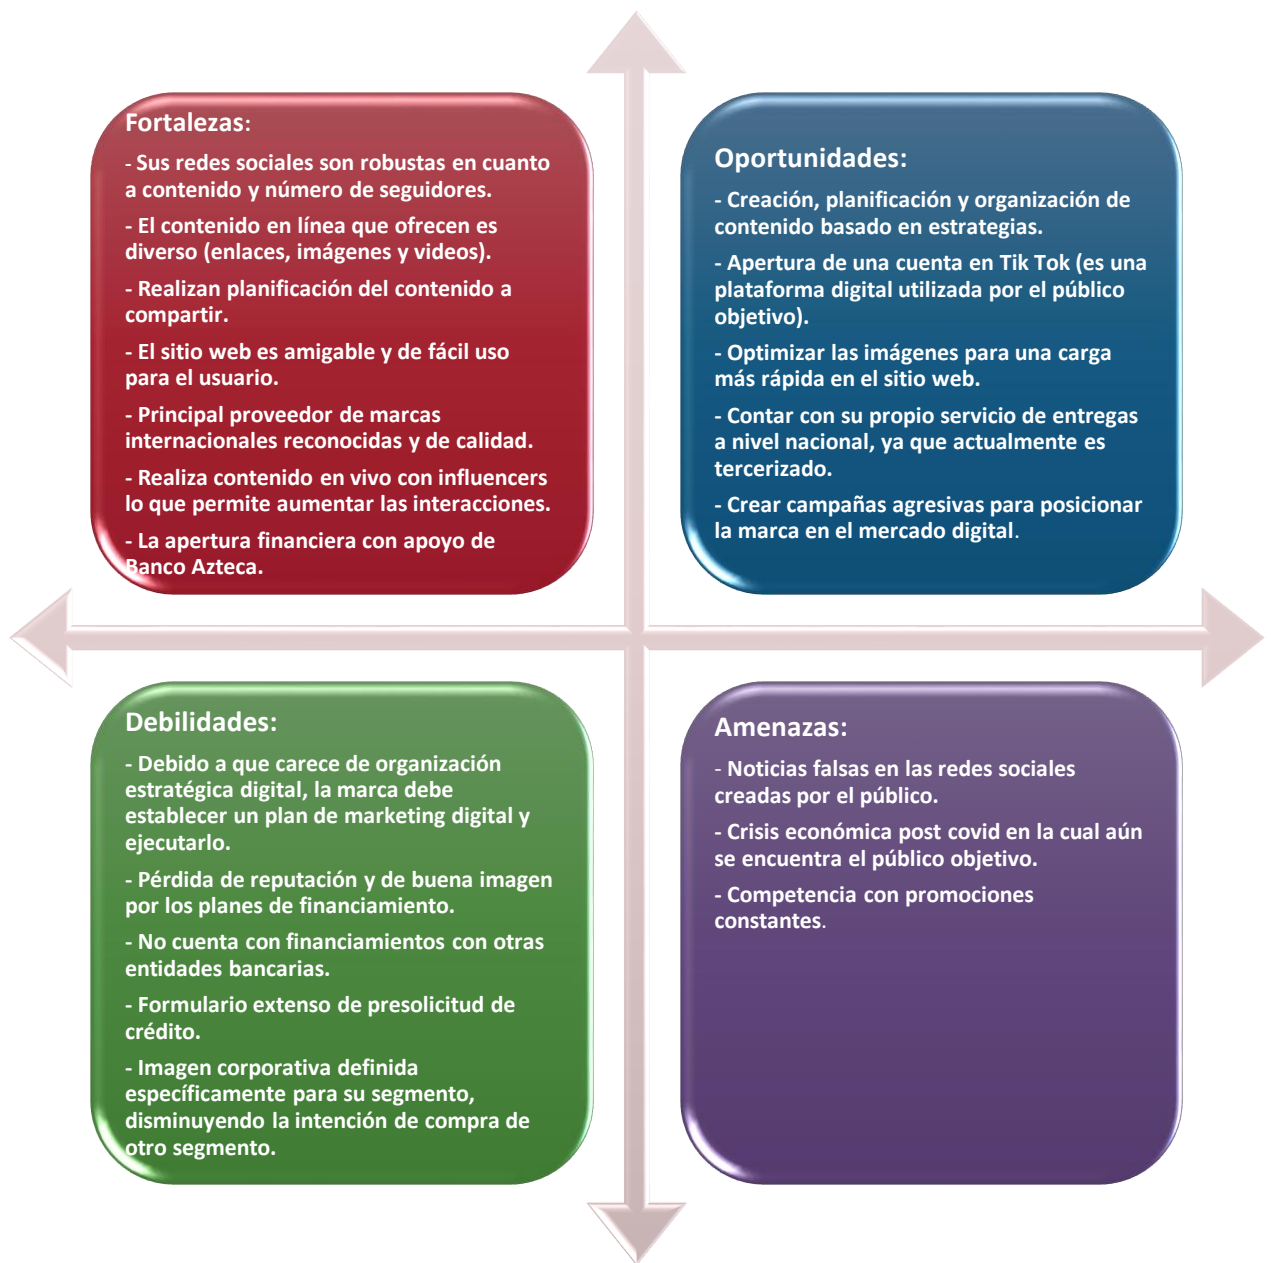 Fortalezas:
- Sus redes sociales son robustas en cuanto
a contenido y número de seguidores.
- El contenido en línea que ofrecen es
diverso (enlaces, imágenes y videos).
- Realizan planificación del contenido a
compartir.
- El sitio web es amigable y de fácil uso
para el usuario.
- Principal proveedor de marcas
internacionales reconocidas y de calidad.
- Realiza contenido en vivo con influencers
lo que permite aumentar las interacciones.
- La apertura financiera con apoyo de
Banco Azteca.
Oportunidades:
- Creación, planificación y organización de
contenido basado en estrategias.
- Apertura de una cuenta en Tik Tok (es una
plataforma digital utilizada por el público
objetivo).
- Optimizar las imágenes para una carga
más rápida en el sitio web.
- Contar con su propio servicio de entregas
a nivel nacional, ya que actualmente es
tercerizado.
- Crear campañas agresivas para posicionar
la marca en el mercado digital.
Debilidades:
- Debido a que carece de organización
estratégica digital, la marca debe
establecer un plan de marketing digital y
ejecutarlo.
- Pérdida de reputación y de buena imagen
por los planes de financiamiento.
- No cuenta con financiamientos con otras
entidades bancarias.
- Formulario extenso de presolicitud de
crédito.
- Imagen corporativa definida
específicamente para su segmento,
disminuyendo la intención de compra de
otro segmento.
Amenazas:
- Noticias falsas en las redes sociales
creadas por el público.
- Crisis económica post covid en la cual aún
se encuentra el público objetivo.
- Competencia con promociones
constantes.